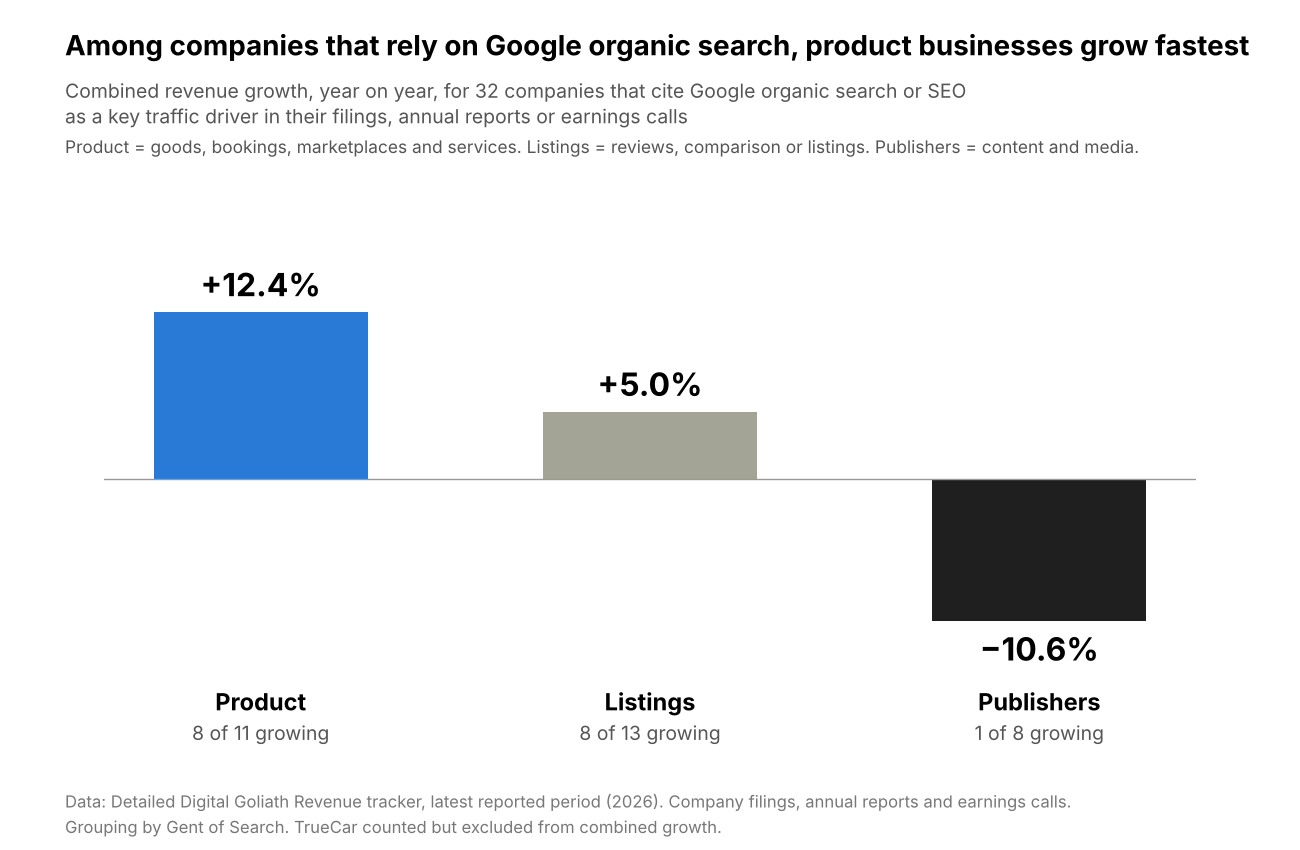 Among companies that rely on Google organic search, product businesses grow fastest
Combined revenue growth, year on year, for 32 companies that cite Google organic search or SEO
as a key traffic driver in their filings, annual reports or earnings calls
Product = goods, bookings, marketplaces and services. Listings = reviews, comparison or listings. Publishers = content and media.
+12.4%
+5.0%
−10.6%
Product
Listings
Publishers
8 of 11 growing
8 of 13 growing
1 of 8 growing
Data: Detailed Digital Goliath Revenue tracker, latest reported period (2026). Company filings, annual reports and earnings calls.
Grouping by Gent of Search. TrueCar counted but excluded from combined growth.